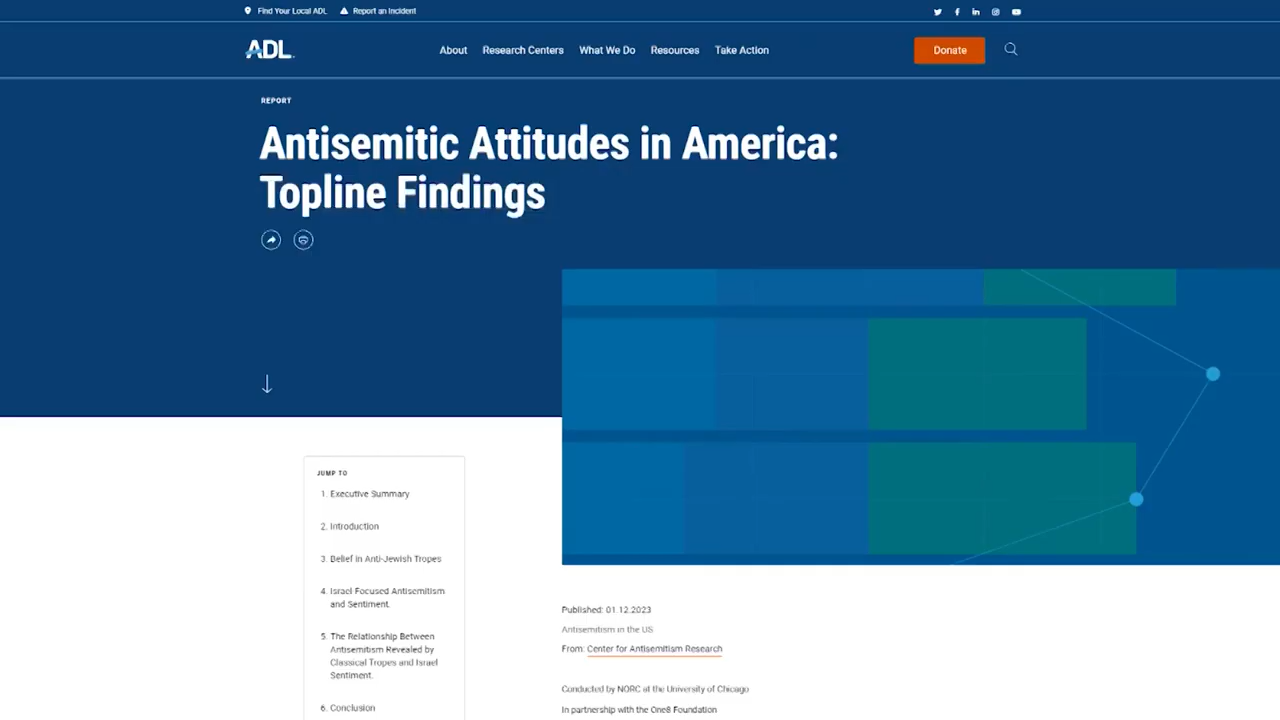 Find Your Local ADL Report an Incident
ADL
About Research Centers What We Do Resources Take Action Donate
REPORT
Antisemitic Attitudes in America:
Topline Findings
JUMP TO
1. Executive Summary
2. Introduction
3. Belief in Anti-Jewish Tropes
4. Israel Focused Antisemitism
and Sentiment.
5. The Relationship Between
Antisemitism Revealed by
Classical Tropes and Israel
Sentiment.
6. Conclusion
Published: 01.12.2023
Antisemitism in the US
From: Center for Antisemitism Research
Conducted by NORC at the University of Chicago
In partnership with the One8 Foundation